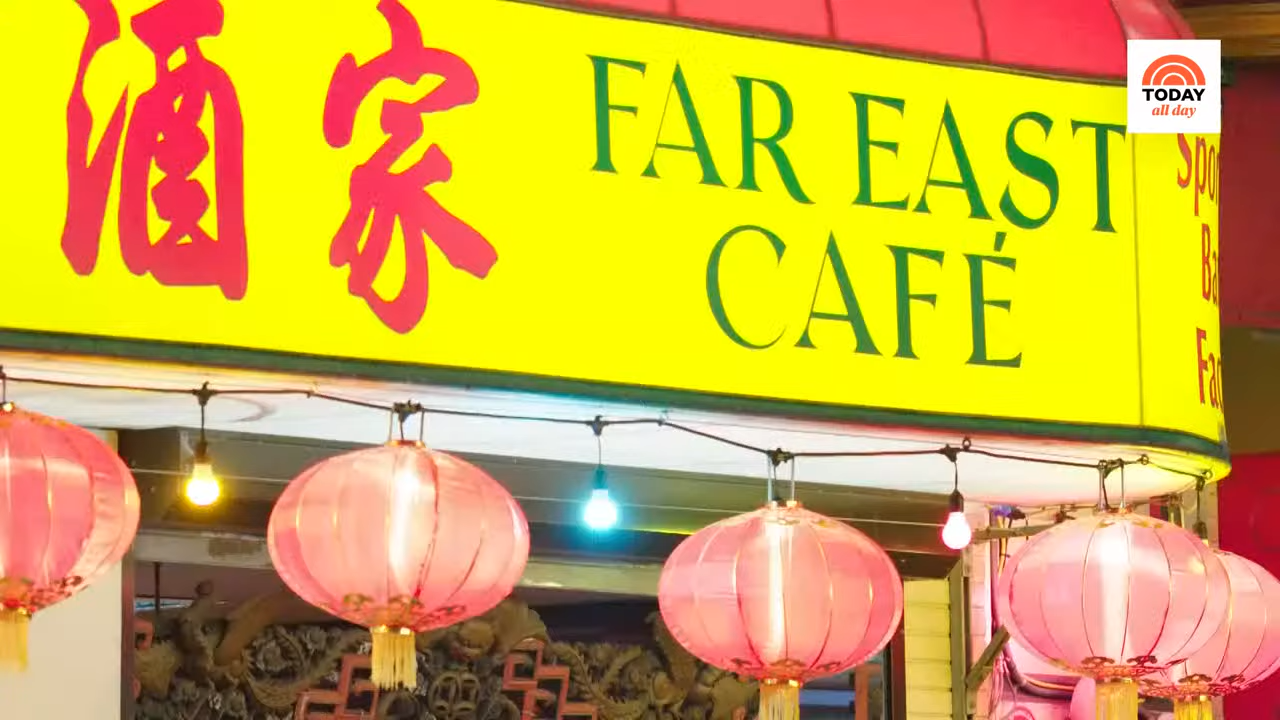 酒家
FAR EAST
CAFÉ
TODAY
all day